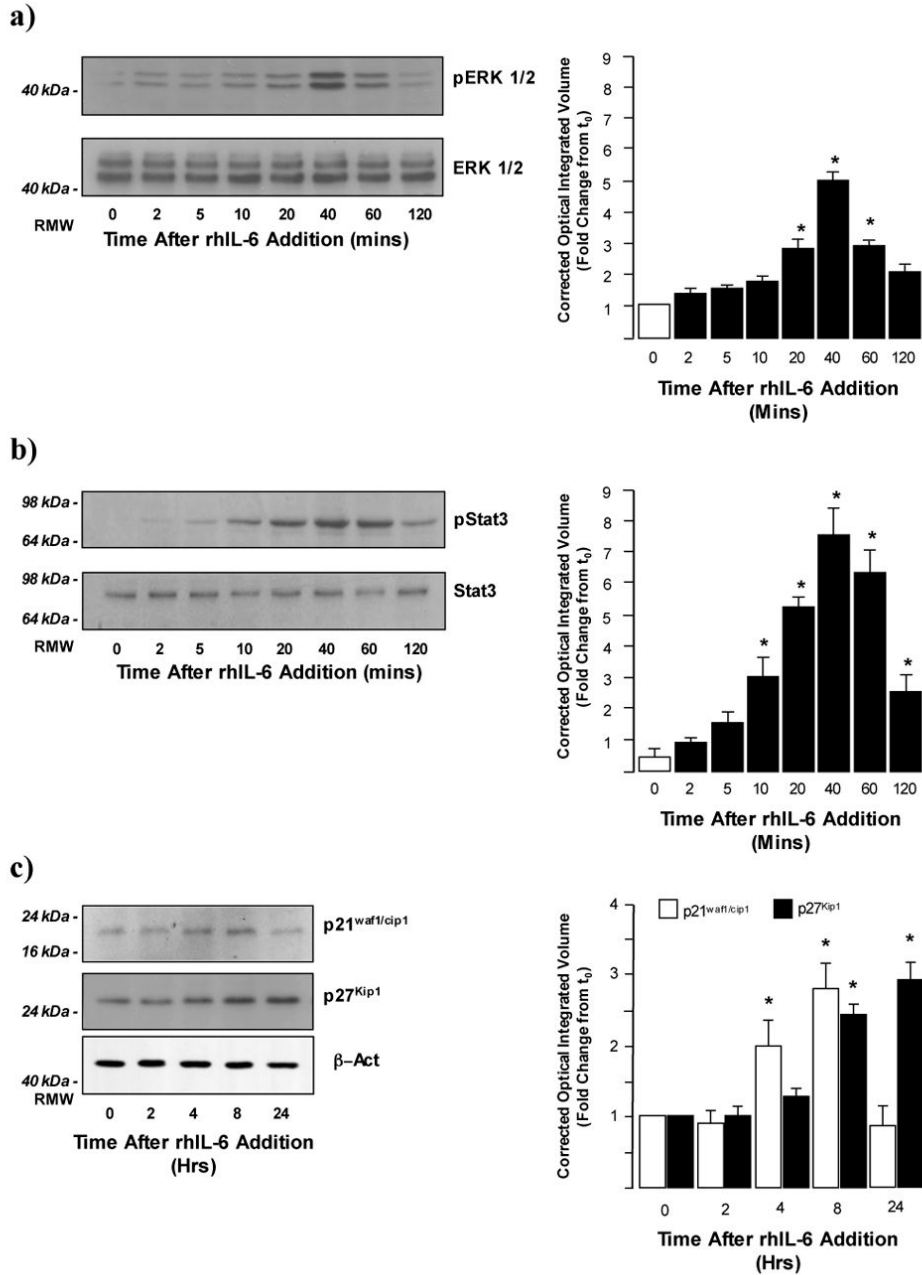 a)
40 kDa -
pERK 1/2
40 kDa -
ERK 1/2
RMW
0 2 5 10 20 40 60 120
Time After rhIL-6 Addition (mins)
Corrected Optical Integrated Volume
(Fold Change from t0)
9
8
7
6
5
4
3
2
1
*
*
*
0 2 5 10 20 40 60 120
Time After rhIL-6 Addition
(Mins)
b)
98 kDa -
64 kDa -
pStat3
98 kDa -
64 kDa -
Stat3
RMW
0 2 5 10 20 40 60 120
Time After rhIL-6 Addition (mins)
Corrected Optical Integrated Volume
(Fold Change from t0)
9
8
7
6
5
4
3
2
1
*
*
*
*
*
0 2 5 10 20 40 60 120
Time After rhIL-6 Addition
(Mins)
c)
24 kDa -
16 kDa -
p21waf1/cip1
24 kDa -
p27Kip1
40 kDa -
β-Act
RMW
0 2 4 8 24
Time After rhIL-6 Addition
(Hrs)
Corrected Optical Integrated Volume
(Fold Change from t0)
4
3
2
1
p21waf1/cip1 p27Kip1
*
*
*
*
0 2 4 8 24
Time After rhIL-6 Addition
(Hrs)